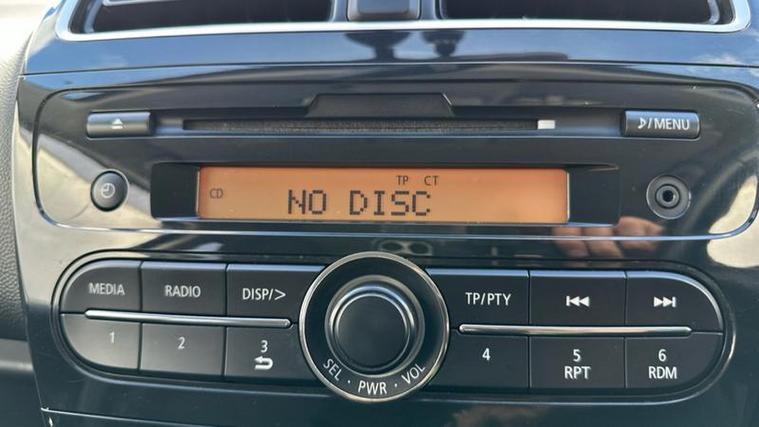 ♪/MENU
CD TP CT
NO DISC
MEDIA RADIO DISP/> TP/PTY
1 2 3 4 5 6
RPT RDM
SEL · PWR · VOL